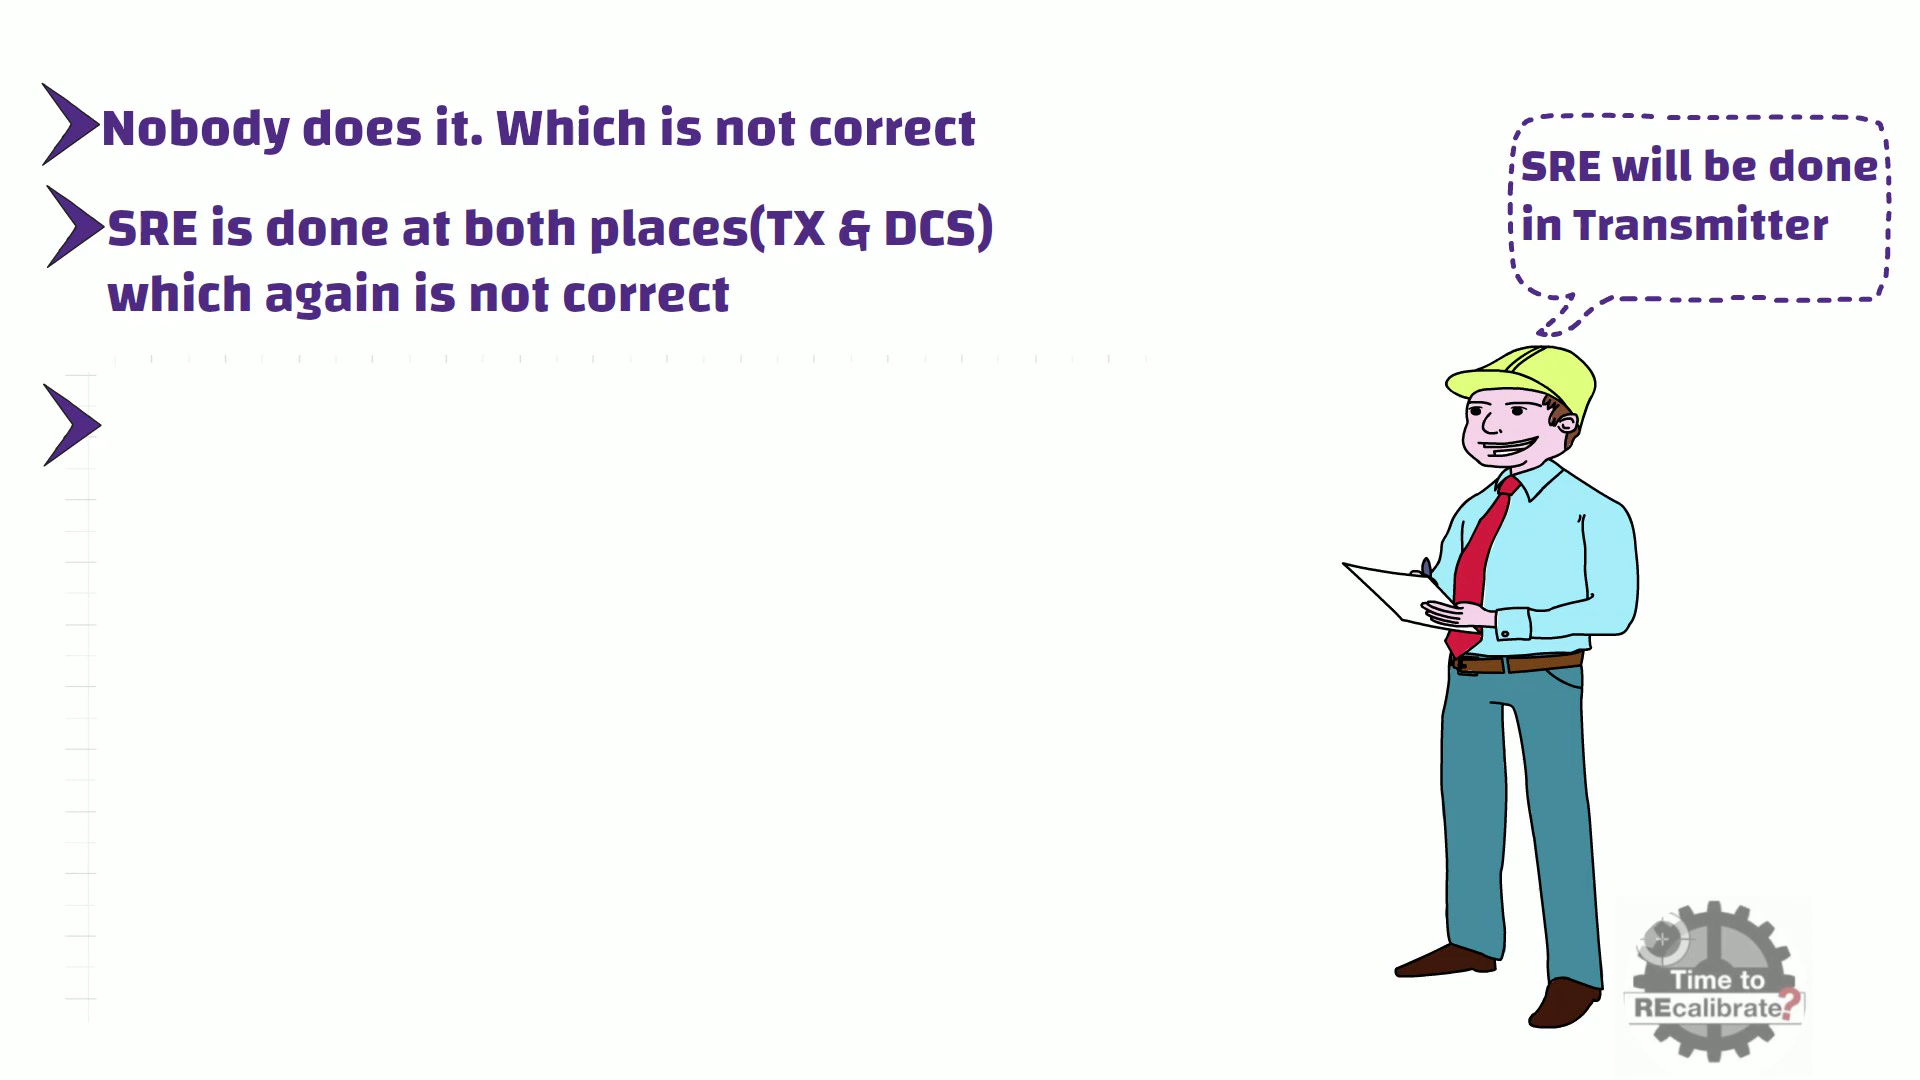 Nobody does it. Which is not correct
SRE is done at both places(TX & DCS)
which again is not correct
SRE will be done
in Transmitter
Time to
REcalibrate?